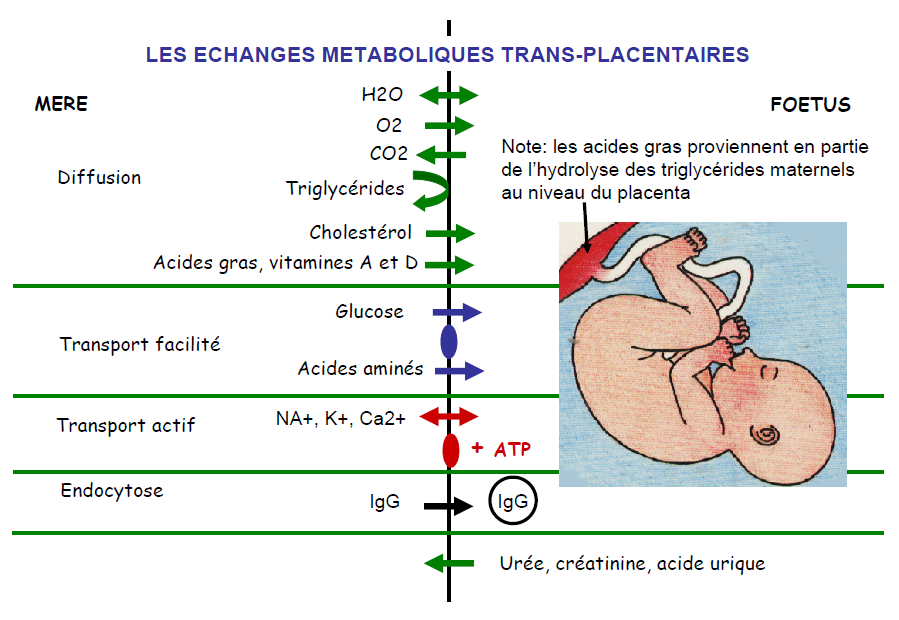 LES ECHANGES METABOLIQUES TRANS-PLACENTAIRES
MERE
FOETUS
H2O
O2
CO2
Diffusion
Triglycérides
Cholestérol
Acides gras, vitamines A et D
Note: les acides gras proviennent en partie
de l'hydrolyse des triglycérides maternels
au niveau du placenta
Glucose
Transport facilité
Acides aminés
Transport actif
NA+, K+, Ca2+
+ ATP
Endocytose
IgG
IgG
Urée, créatinine, acide urique